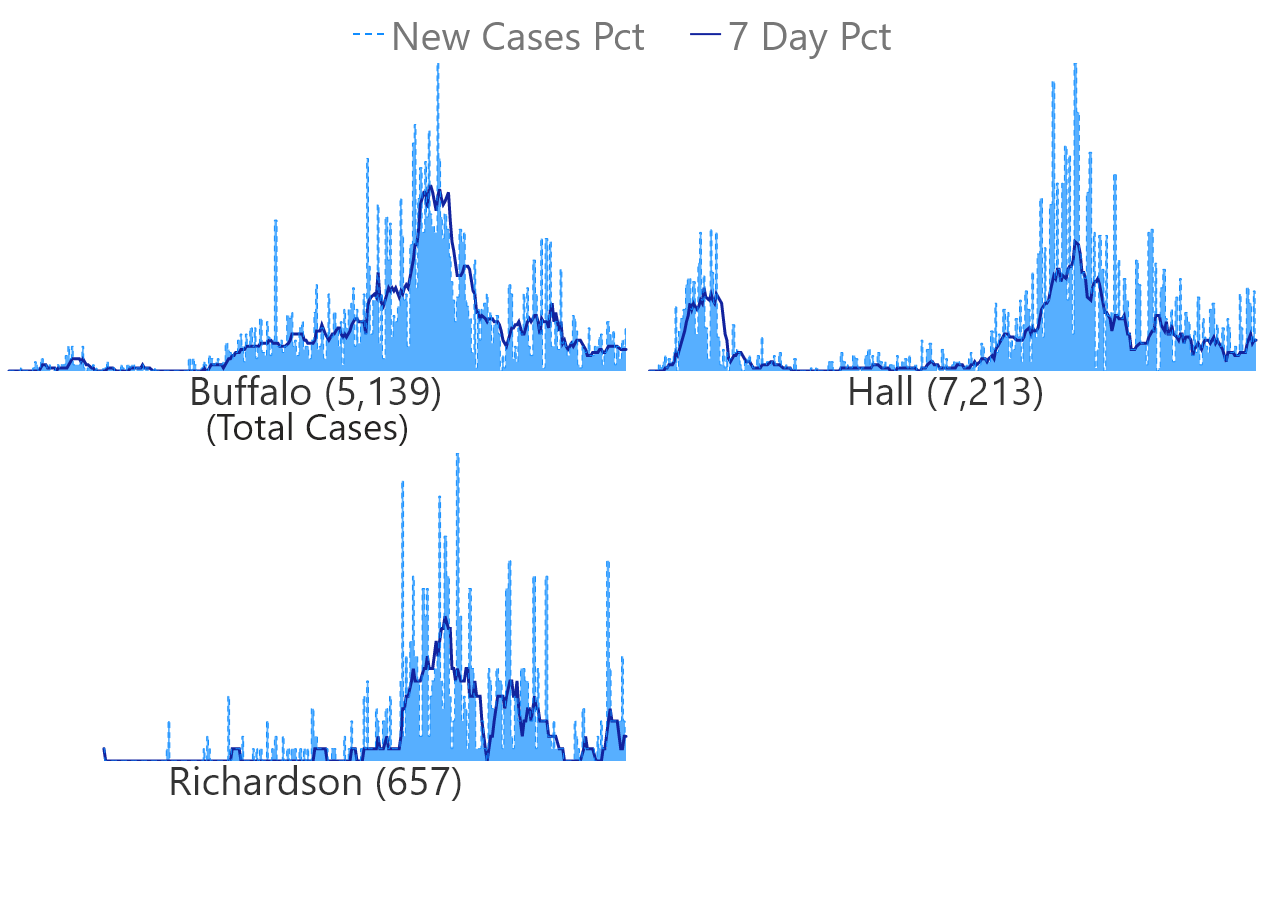 New Cases Pct 7 Day Pct
Buffalo (5,139) Hall (7,213)
(Total Cases)
Richardson (657)